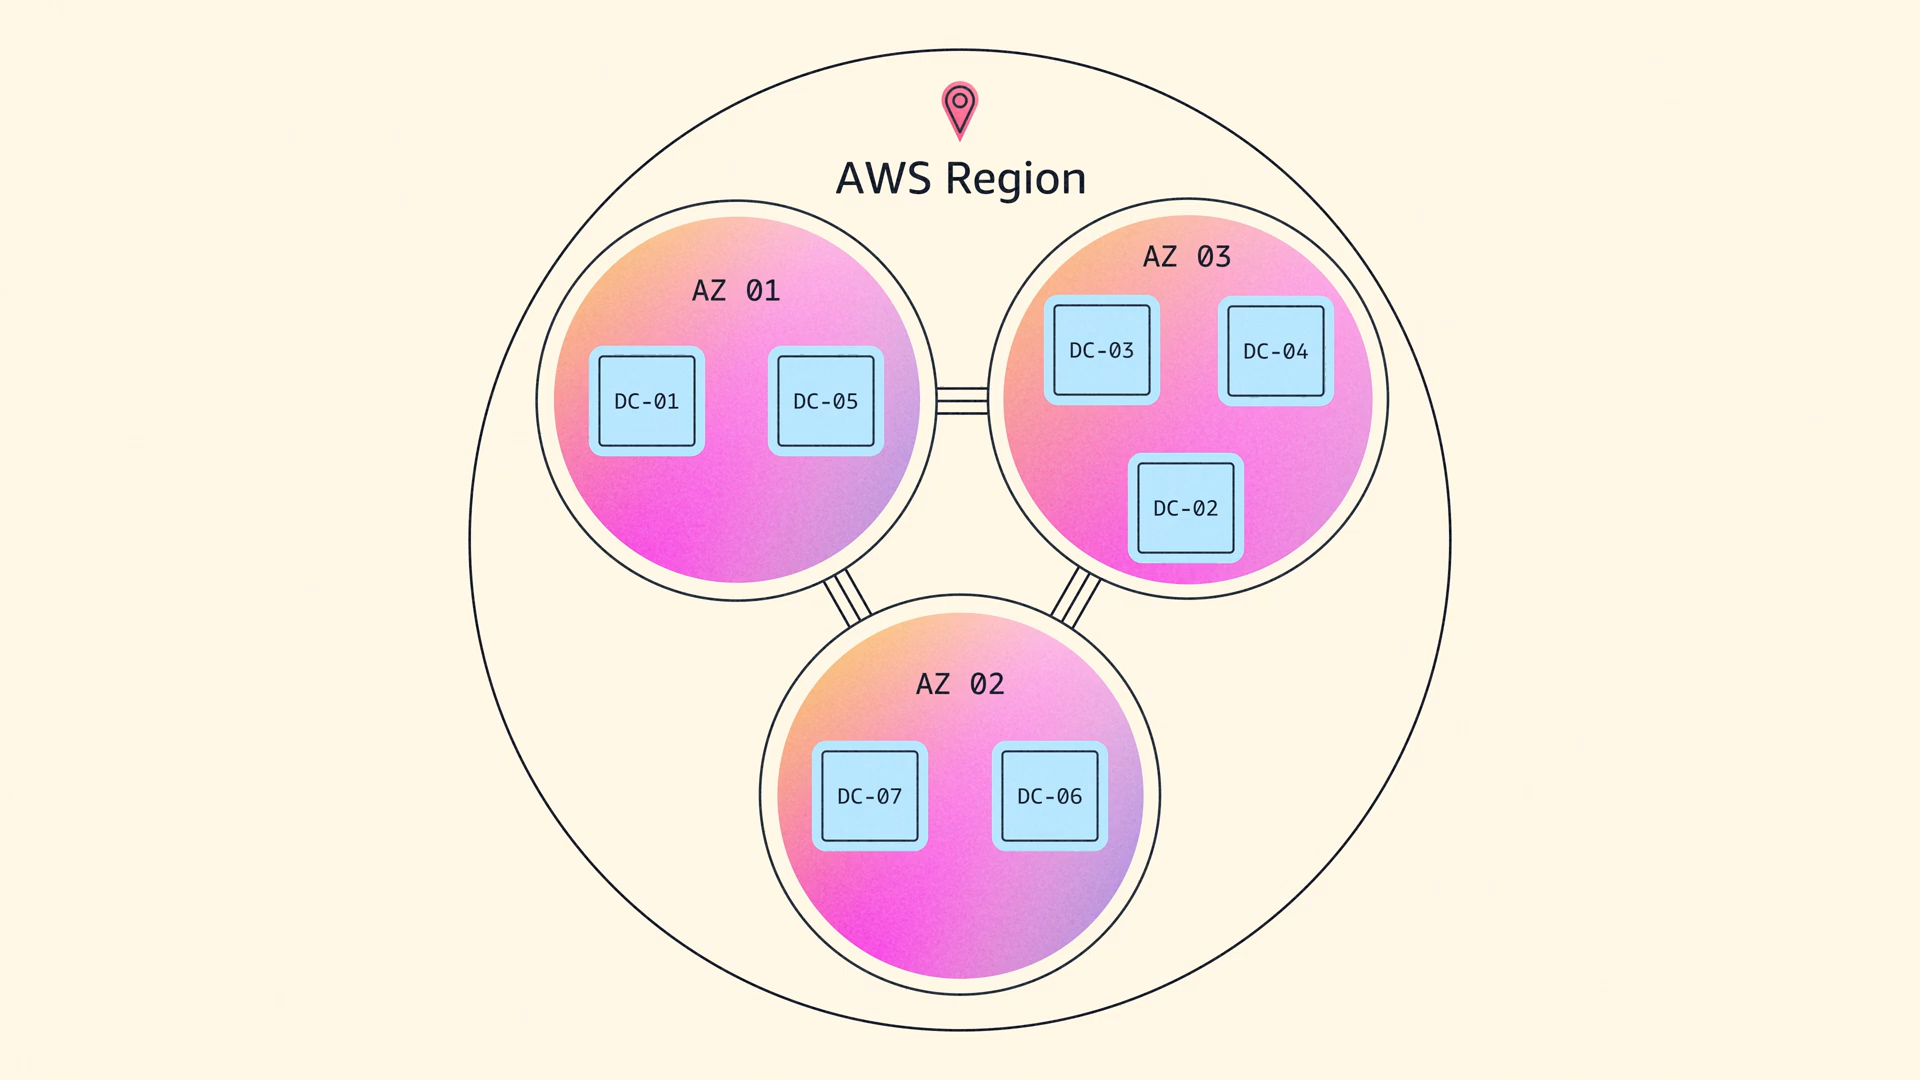 AWS Region
AZ 01
DC-01
DC-05
AZ 03
DC-03
DC-04
DC-02
AZ 02
DC-07
DC-06